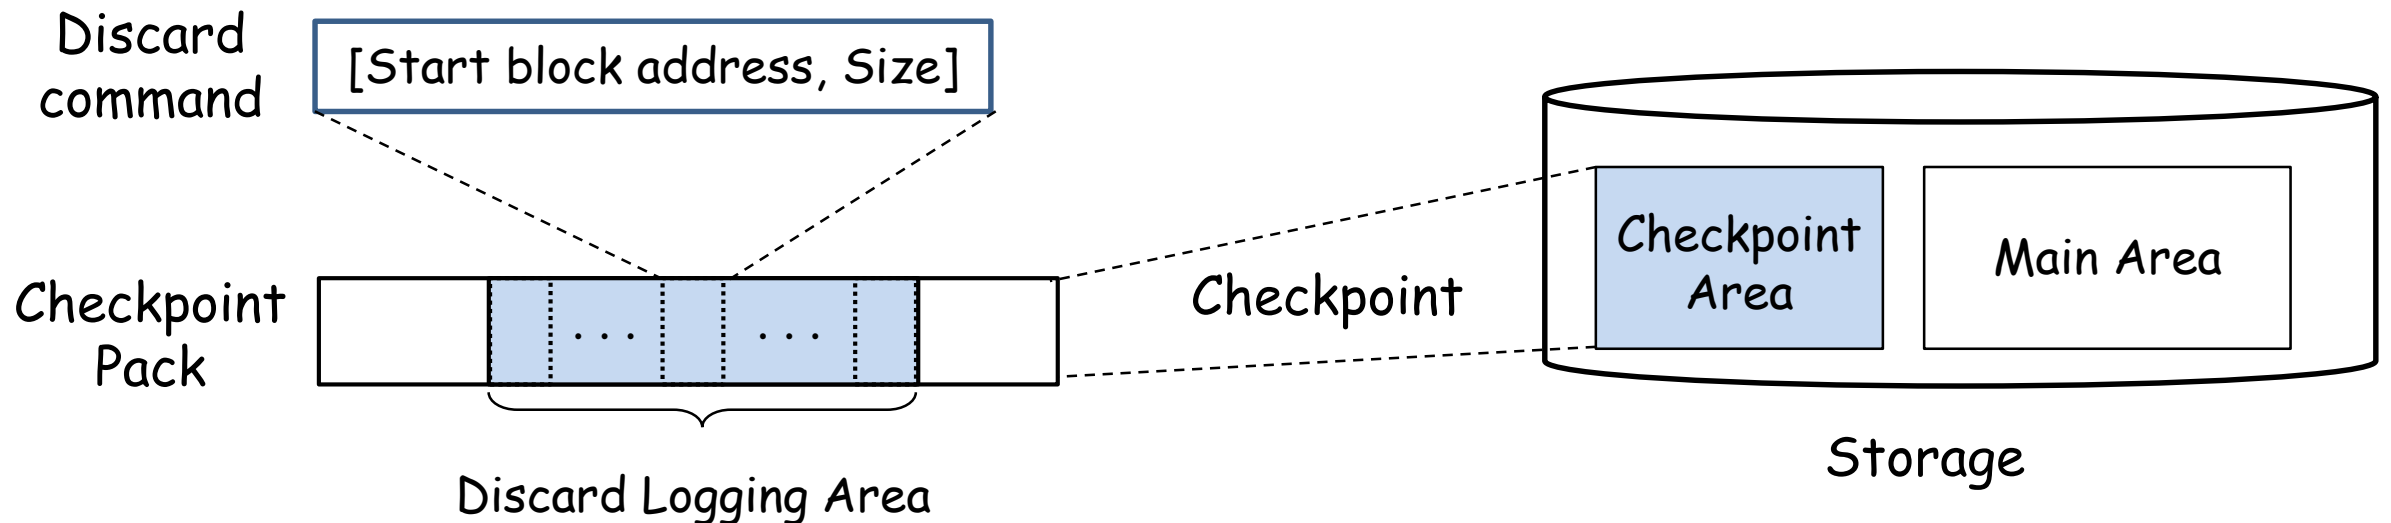 Discard
command
[Start block address, Size]
Checkpoint
Pack
. . .
. . .
Discard Logging Area
Checkpoint
Checkpoint
Area
Main Area
Storage